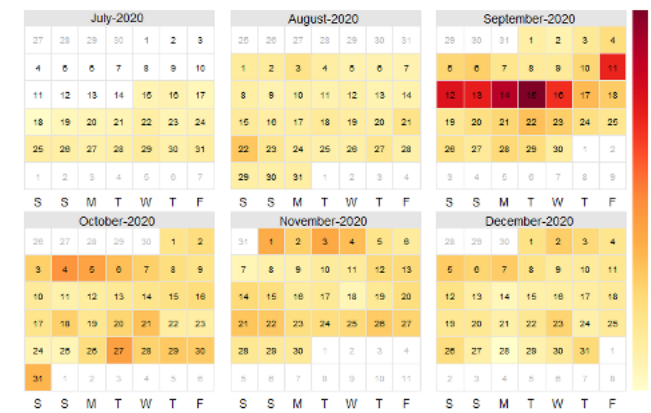 July-2020
27 28 29 30 1 2 3
4 5 6 7 8 9 10
11 12 13 14 15 16 17
18 19 20 21 22 23 24
25 26 27 28 29 30 31
1 2 3 4 5 6 7
S S M T W T F
August-2020
25 26 27 28 29 30 31
1 2 3 4 5 6 7
8 9 10 11 12 13 14
15 16 17 18 19 20 21
22 23 24 25 26 27 28
29 30 31 1 2 3 4
S S M T W T F
September-2020
29 30 31 1 2 3 4
5 6 7 8 9 10 11
12 13 14 15 16 17 18
19 20 21 22 23 24 25
26 27 28 29 30 1 2
3 4 5 6 7 8 9
S S M T W T F
October-2020
26 27 28 29 30 1 2
3 4 5 6 7 8 9
10 11 12 13 14 15 16
17 18 19 20 21 22 23
24 25 26 27 28 29 30
31 1 2 3 4 5 6
S S M T W T F
November-2020
31 1 2 3 4 5 6
7 8 9 10 11 12 13
14 15 16 17 18 19 20
21 22 23 24 25 26 27
28 29 30 1 2 3 4
5 6 7 8 9 10 11
S S M T W T F
December-2020
28 29 30 1 2 3 4
5 6 7 8 9 10 11
12 13 14 15 16 17 18
19 20 21 22 23 24 25
26 27 28 29 30 31 1
2 3 4 5 6 7 8
S S M T W T F